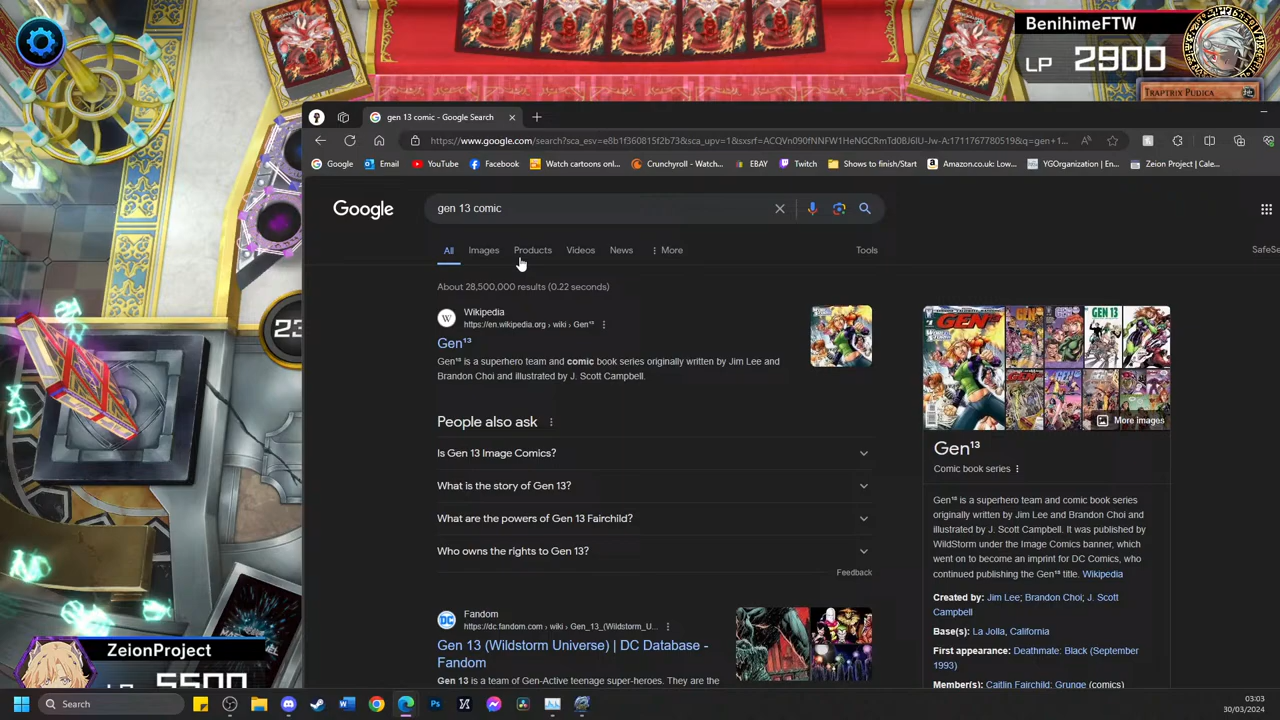 BenihimeFTW
LP 2900
TRAPTRIX PUDICA
gen 13 comic - Google Search
https://www.google.com/search?sca_esv=e8b1f360815f2b73&sca_upv=1&sxsrf=ACQVn090fNNFW1HeNGCRmTd0BJ6lU-Jw-A:1711767780519&q=gen+1...
Google
Email
YouTube
Facebook
Watch cartoons onl...
Crunchyroll - Watch...
EBAY
Twitch
Shows to finish/Start
Amazon.co.uk: Low...
YGOrganization | En...
Zeion Project | Cale...
Google
gen 13 comic
All
Images
Products
Videos
News
More
Tools
SafeSe
About 28,500,000 results (0.22 seconds)
W
Wikipedia
https://en.wikipedia.org › wiki › Gen¹³
Gen¹³
Gen¹³ is a superhero team and comic book series originally written by Jim Lee and
Brandon Choi and illustrated by J. Scott Campbell.
People also ask
Is Gen 13 Image Comics?
What is the story of Gen 13?
What are the powers of Gen 13 Fairchild?
Who owns the rights to Gen 13?
Feedback
DC
Fandom
https://dc.fandom.com › wiki › Gen_13_(Wildstorm_U...
Gen 13 (Wildstorm Universe) | DC Database -
Fandom
Gen 13 is a team of Gen-Active teenage super-heroes. They are the
GEN 13
More images
Gen¹³
Comic book series
Gen¹³ is a superhero team and comic book series
originally written by Jim Lee and Brandon Choi and
illustrated by J. Scott Campbell. It was published by
WildStorm under the Image Comics banner, which
went on to become an imprint for DC Comics, who
continued publishing the Gen¹³ title. Wikipedia
Created by: Jim Lee; Brandon Choi; J. Scott
Campbell
Base(s): La Jolla, California
First appearance: Deathmate: Black (September
1993)
Member(s): Caitlin Fairchild; Grunge (comics)
23
ZeionProject
LP 5500
Search
03:03
30/03/2024